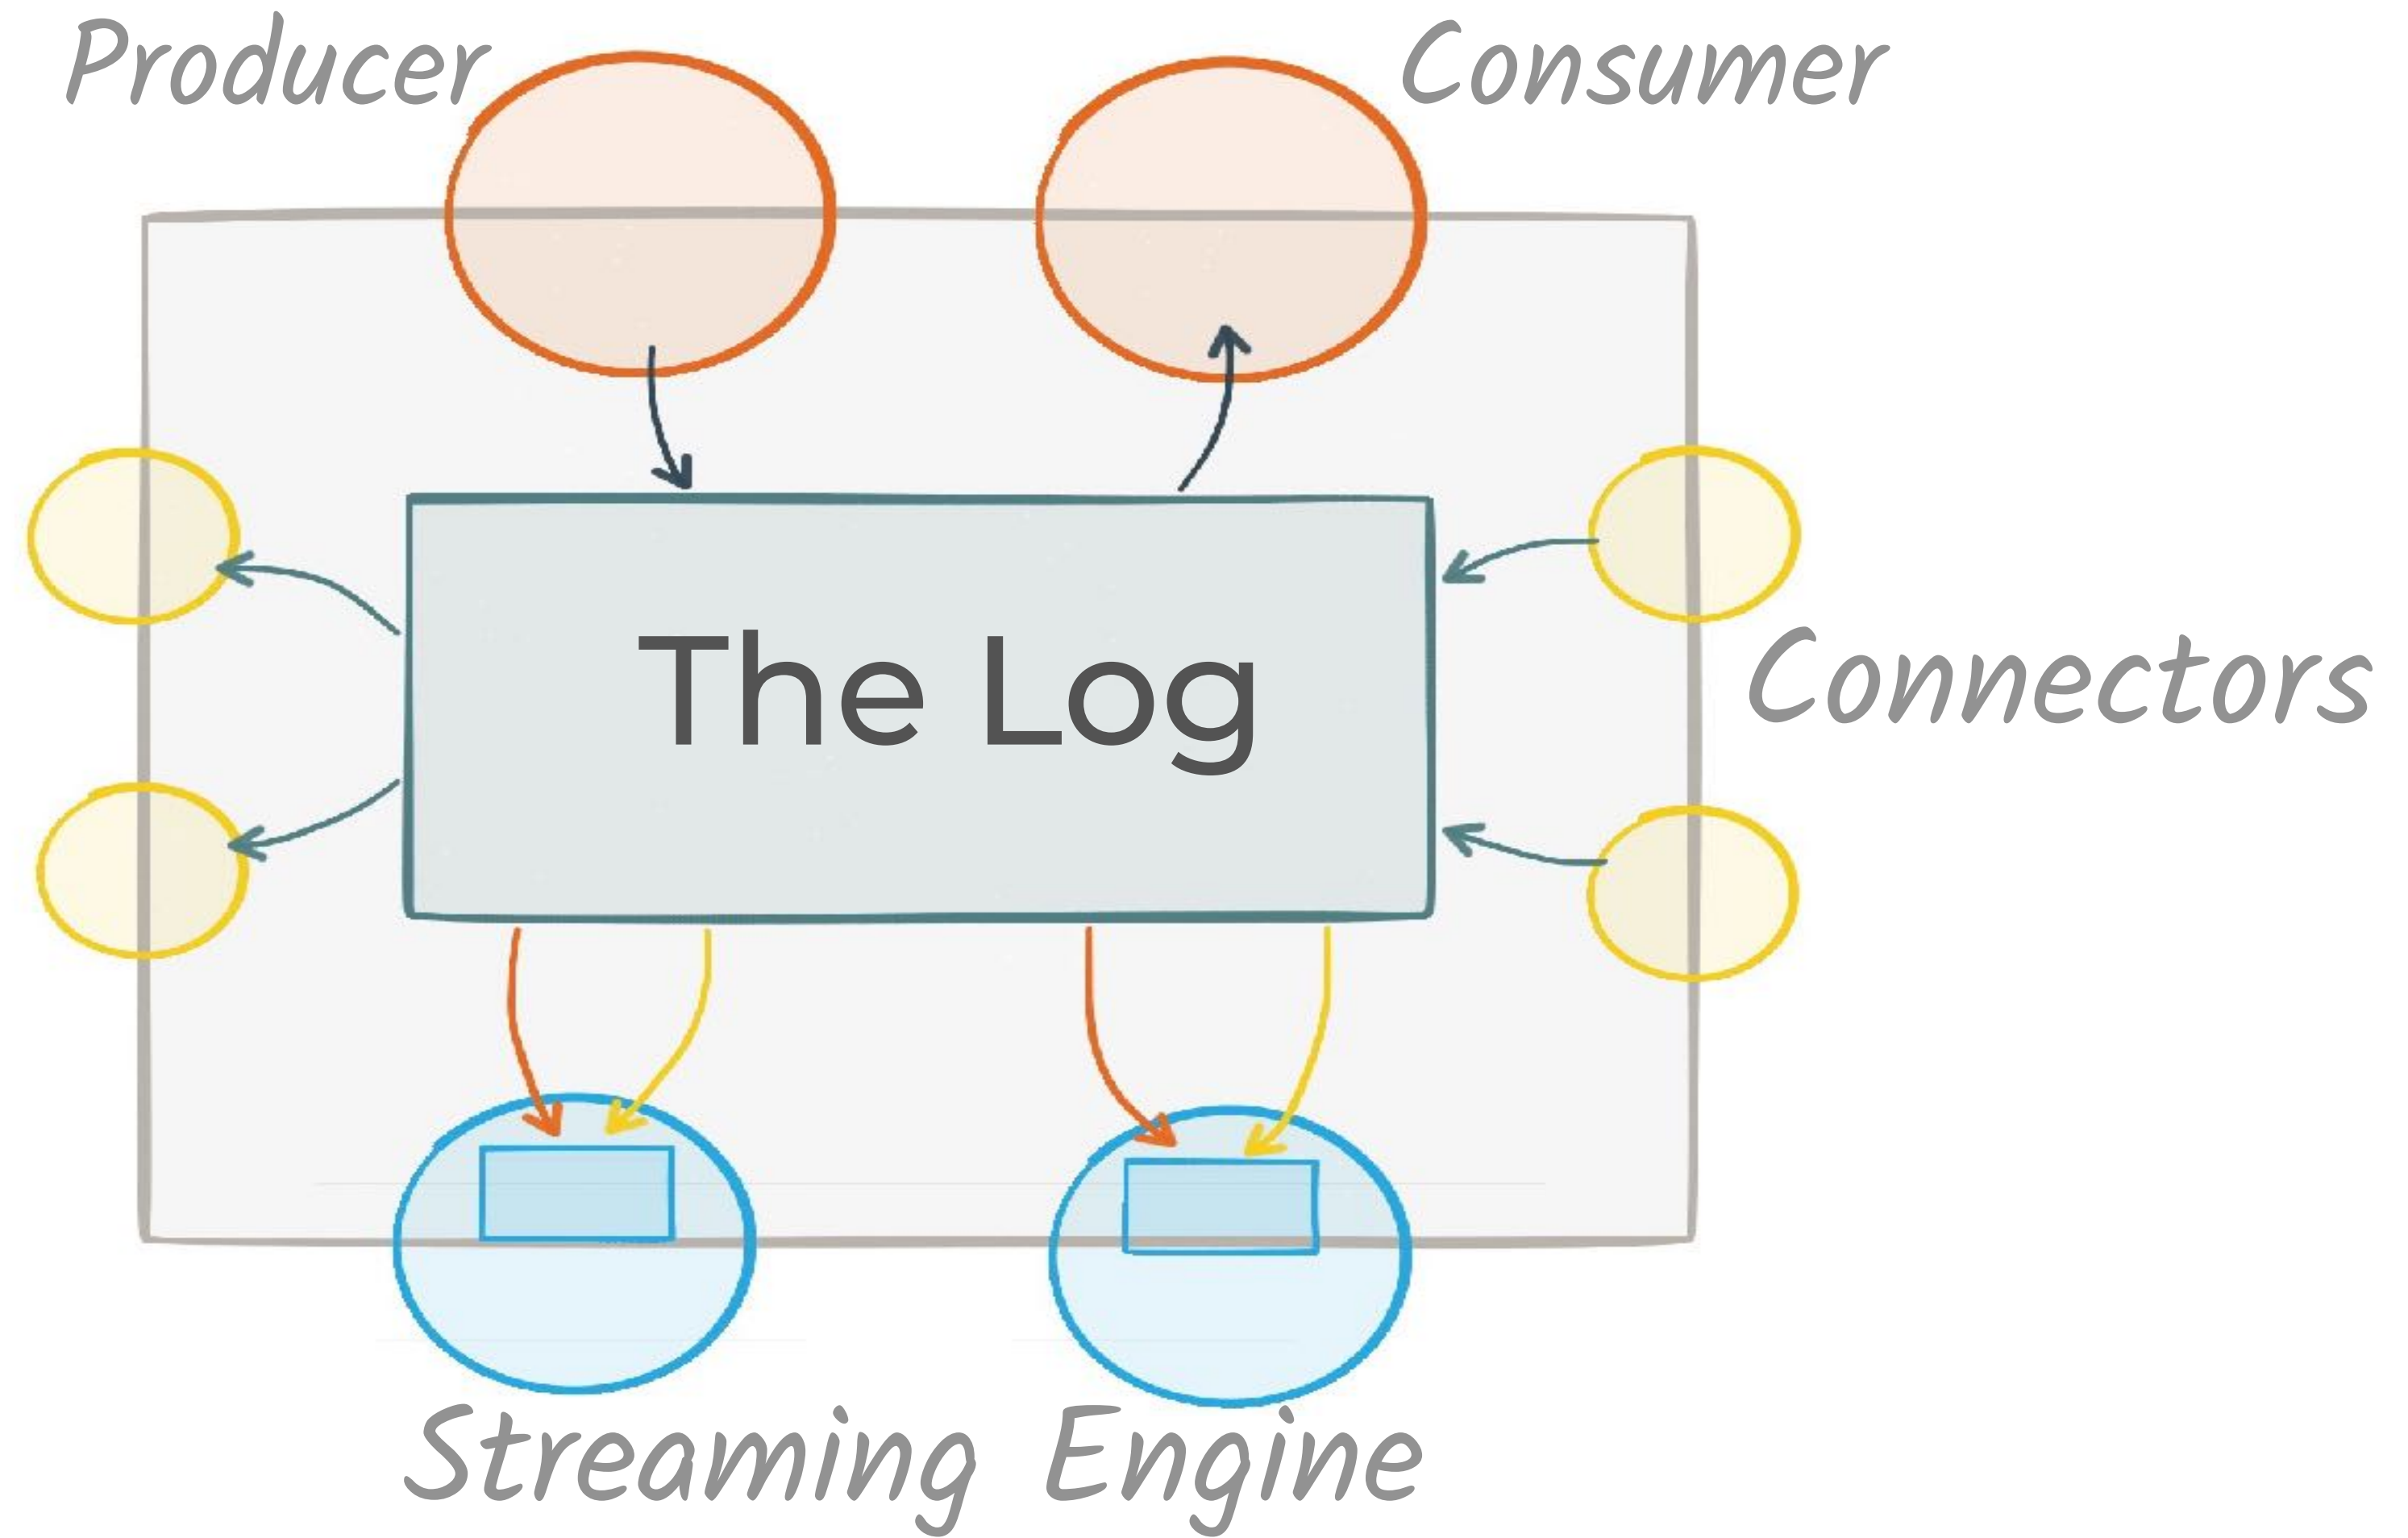 Producer
Consumer
The Log
Connectors
Streaming Engine